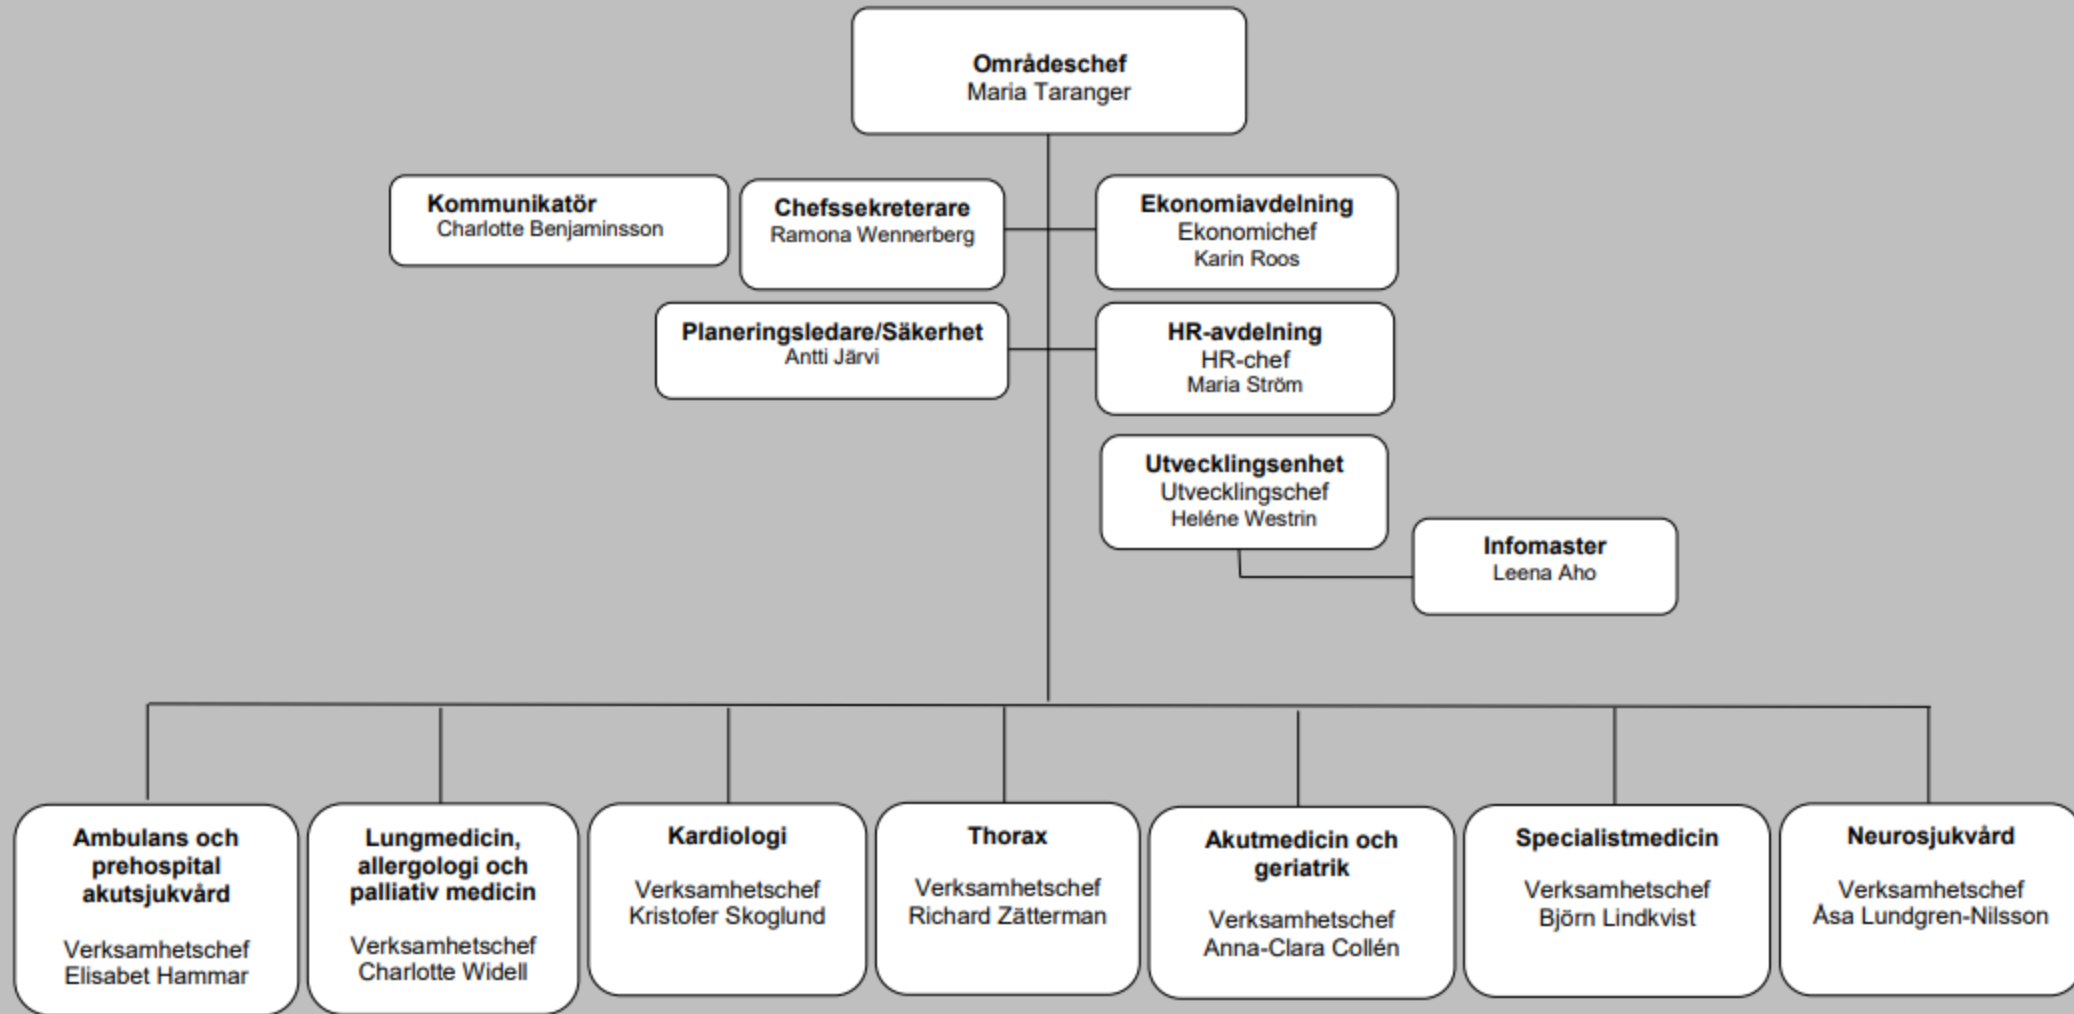 Områdeschef
Maria Taranger
Kommunikatör
Charlotte Benjaminsson
Chefssekreterare
Ramona Wennerberg
Ekonomiavdelning
Ekonomichef
Karin Roos
Planeringsledare/Säkerhet
Antti Järvi
HR-avdelning
HR-chef
Maria Ström
Utvecklingsenhet
Utvecklingschef
Heléne Westrin
Infomaster
Leena Aho
Ambulans och
prehospital
akutsjukvård
Verksamhetschef
Elisabet Hammar
Lungmedicin,
allergologi och
palliativ medicin
Verksamhetschef
Charlotte Widell
Kardiologi
Verksamhetschef
Kristofer Skoglund
Thorax
Verksamhetschef
Richard Zätterman
Akutmedicin och
geriatrik
Verksamhetschef
Anna-Clara Collén
Specialistmedicin
Verksamhetschef
Björn Lindkvist
Neurosjukvård
Verksamhetschef
Åsa Lundgren-Nilsson